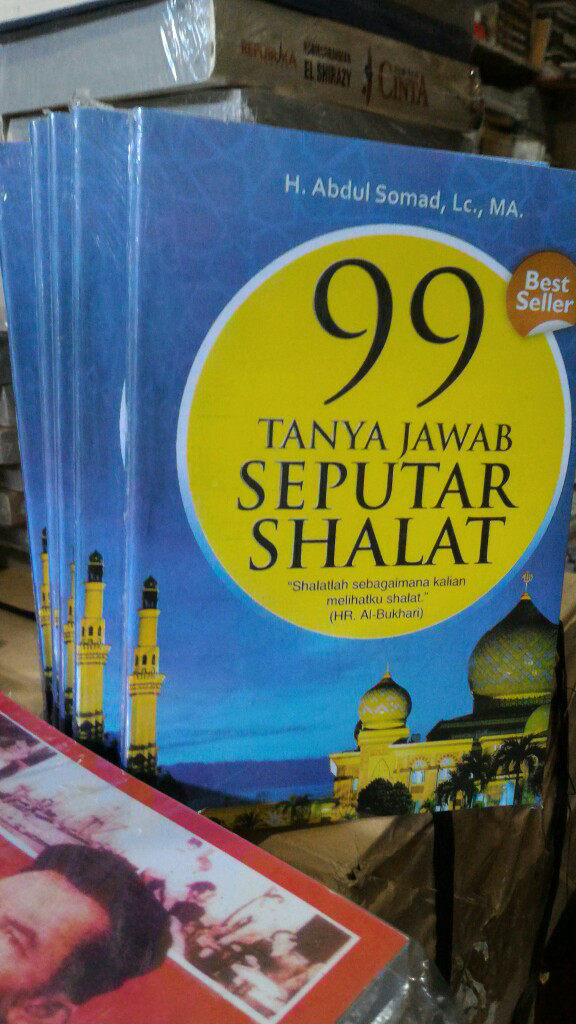 REPUBLIKA
HABIBURRAHMAN
EL SHIRAZY
CINTA
H. Abdul Somad, Lc., MA.
Best
Seller
99
TANYA JAWAB
SEPUTAR
SHALAT
"Shalatlah sebagaimana kalian
melihatku shalat."
(HR. Al-Bukhari)